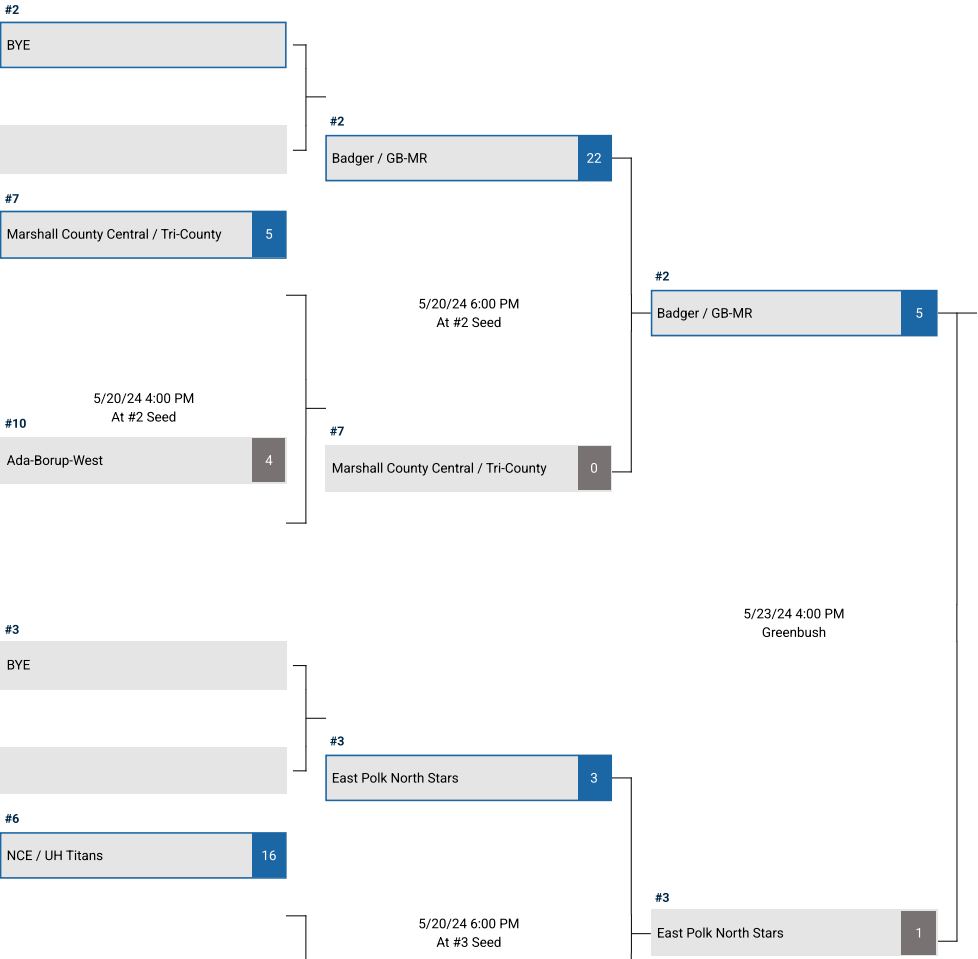 #2
BYE
#2
Badger / GB-MR 22
#7
Marshall County Central / Tri-County 5
#2
Badger / GB-MR 5
5/20/24 6:00 PM
At #2 Seed
5/20/24 4:00 PM
At #2 Seed
#10
Ada-Borup-West 4
#7
Marshall County Central / Tri-County 0
5/23/24 4:00 PM
Greenbush
#3
BYE
#3
East Polk North Stars 3
#6
NCE / UH Titans 16
5/20/24 6:00 PM
At #3 Seed
#3
East Polk North Stars 1